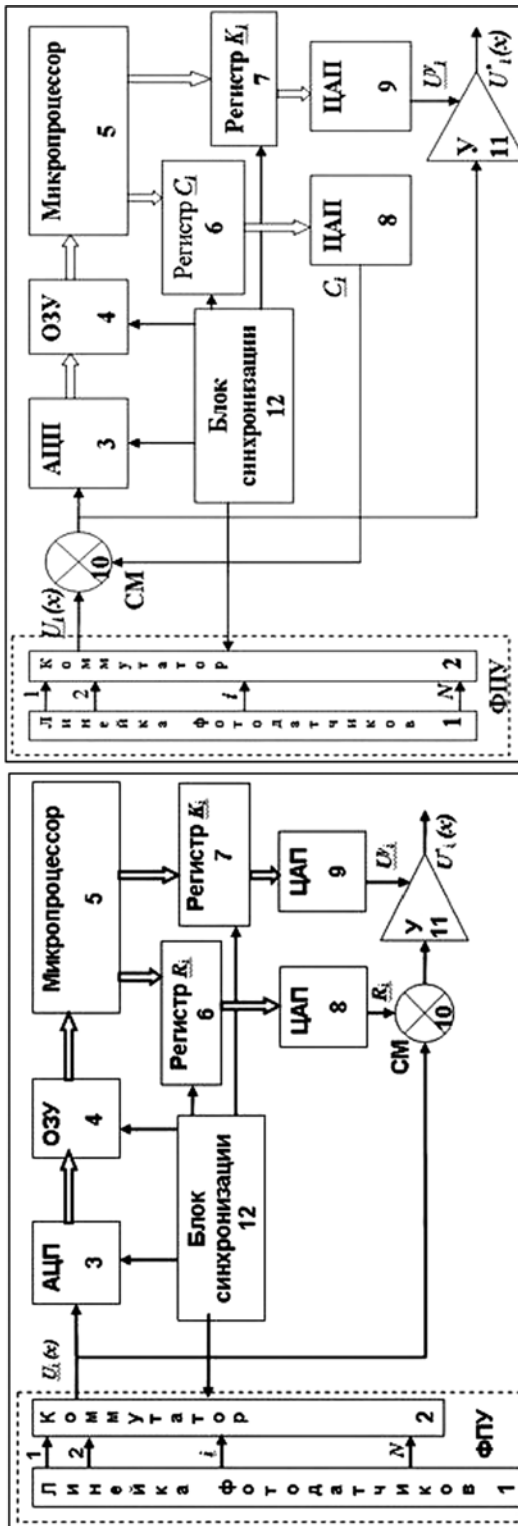 U_i(x)
АЦП
3
ОЗУ
4
Микропроцессор
5
1
2
i
N
Линейка фотодатчиков
1
Коммутатор
2
ФПУ
Блок
синхронизации
12
Регистр R_i
6
Регистр K_i
7
ЦАП
8
ЦАП
9
R_i
U^у_i
СМ
10
У
11
U^*_i(x)
U_i(x)
10
СМ
АЦП
3
ОЗУ
4
Микропроцессор
5
1
2
i
N
Линейка фотодатчиков
1
Коммутатор
2
ФПУ
Блок
синхронизации
12
Регистр C_i
6
Регистр K_i
7
ЦАП
8
ЦАП
9
C_i
U^у_i
У
11
U^*_i(x)